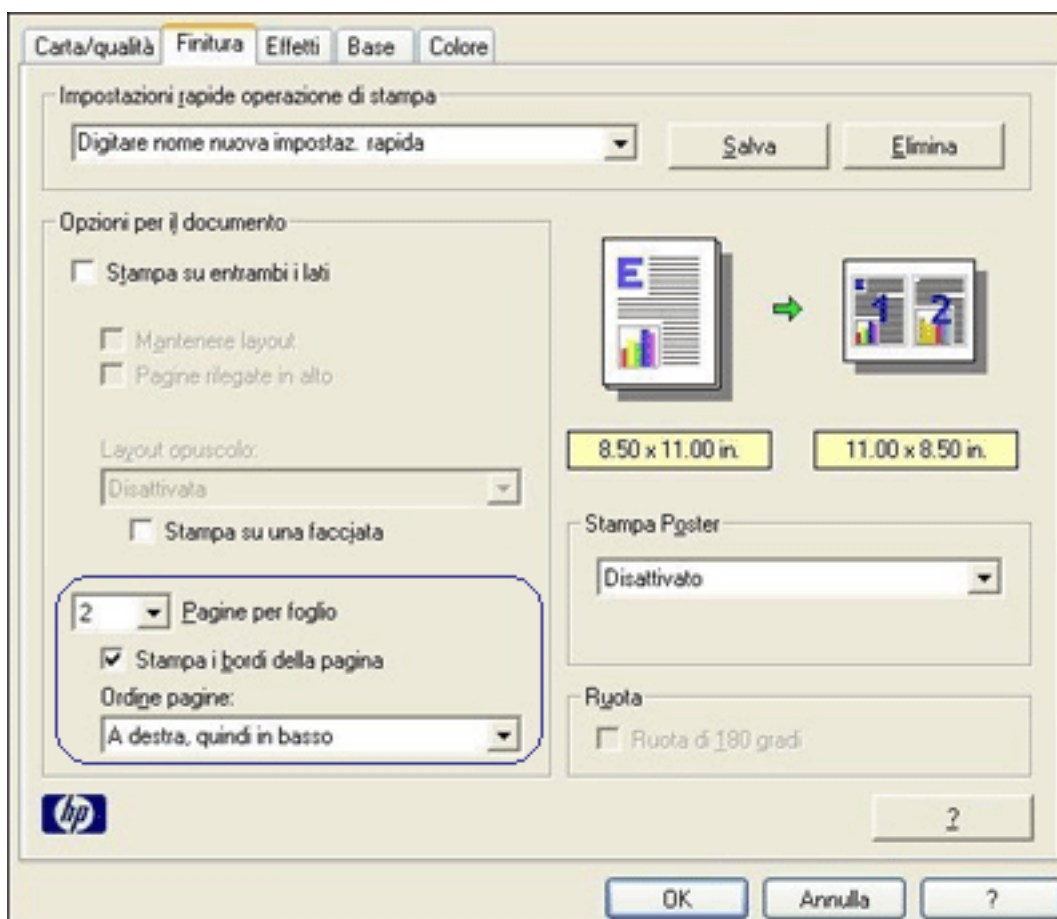 Carta/qualità Finitura Effetti Base Colore
Impostazioni rapide operazione di stampa
Digitare nome nuova impostaz. rapida Salva Elimina
Opzioni per il documento
Stampa su entrambi i lati
Mantenere layout
Pagine rilegate in alto
Layout opuscolo:
Disattivata
Stampa su una facciata
2 Pagine per foglio
Stampa i bordi della pagina
Ordine pagine:
A destra, quindi in basso
E
E 1 2
8.50 x 11.00 in. 11.00 x 8.50 in.
Stampa Poster
Disattivato
Ruota
Ruota di 180 gradi
hp
?
OK Annulla ?